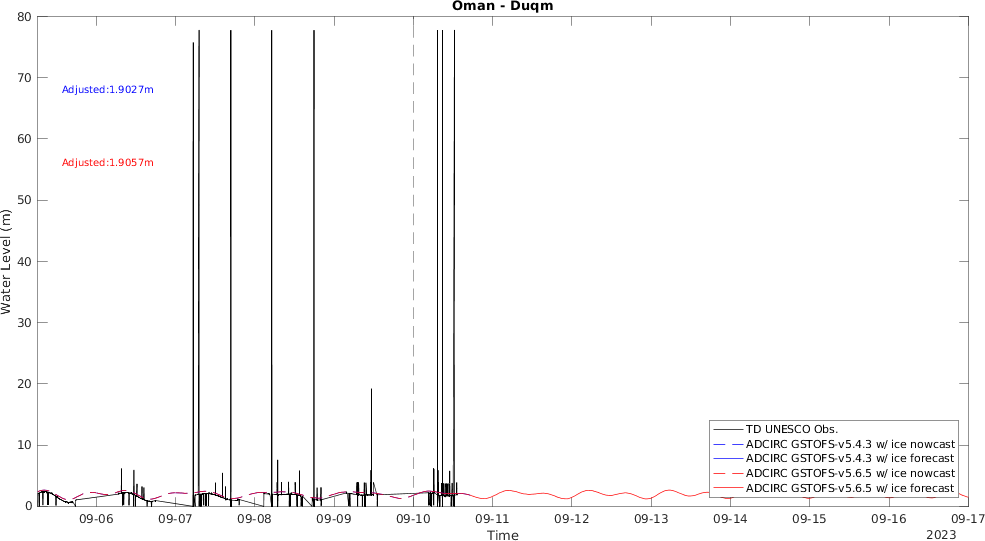 Oman - Duqm
80
70
60
50
40
30
20
10
0
Water Level (m)
Adjusted:1.9027m
Adjusted:1.9057m
TD UNESCO Obs.
ADCIRC GSTOFS-v5.4.3 w/ ice nowcast
ADCIRC GSTOFS-v5.4.3 w/ ice forecast
ADCIRC GSTOFS-v5.6.5 w/ ice nowcast
ADCIRC GSTOFS-v5.6.5 w/ ice forecast
09-06 09-07 09-08 09-09 09-10 09-11 09-12 09-13 09-14 09-15 09-16 09-17
Time
2023